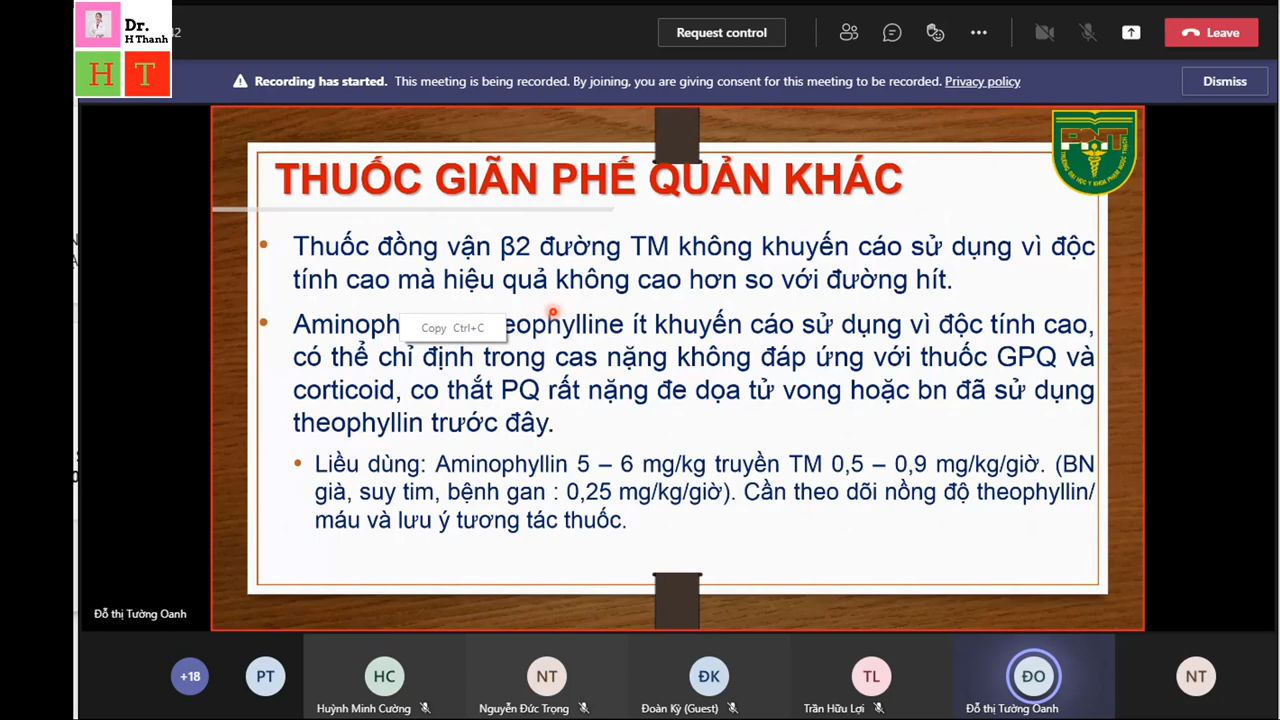 Dr.
H Thanh
H T
Request control
Leave
Recording has started. This meeting is being recorded. By joining, you are giving consent for this meeting to be recorded. Privacy policy
Dismiss
PNT
TRƯỜNG ĐẠI HỌC Y KHOA PHẠM NGỌC THẠCH
THUỐC GIÃN PHẾ QUẢN KHÁC
• Thuốc đồng vận β2 đường TM không khuyến cáo sử dụng vì độc
tính cao mà hiệu quả không cao hơn so với đường hít.
Copy Ctrl+C
• Aminoph eophylline ít khuyến cáo sử dụng vì độc tính cao,
có thể chỉ định trong cas nặng không đáp ứng với thuốc GPQ và
corticoid, co thắt PQ rất nặng đe dọa tử vong hoặc bn đã sử dụng
theophyllin trước đây.
• Liều dùng: Aminophyllin 5 – 6 mg/kg truyền TM 0,5 – 0,9 mg/kg/giờ. (BN
già, suy tim, bệnh gan : 0,25 mg/kg/giờ). Cần theo dõi nồng độ theophyllin/
máu và lưu ý tương tác thuốc.
Đỗ thị Tường Oanh
+18
PT
HC
NT
ĐK
TL
ĐO
NT
Huỳnh Minh Cường
Nguyễn Đức Trọng
Đoàn Kỳ (Guest)
Trần Hữu Lợi
Đỗ thị Tường Oanh